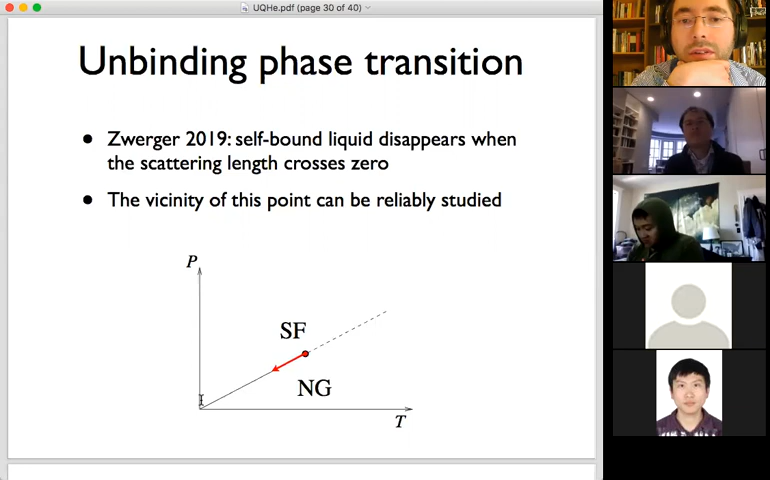 UQHe.pdf (page 30 of 40)
Unbinding phase transition
• Zwerger 2019: self-bound liquid disappears when
the scattering length crosses zero
• The vicinity of this point can be reliably studied
P
SF
NG
T